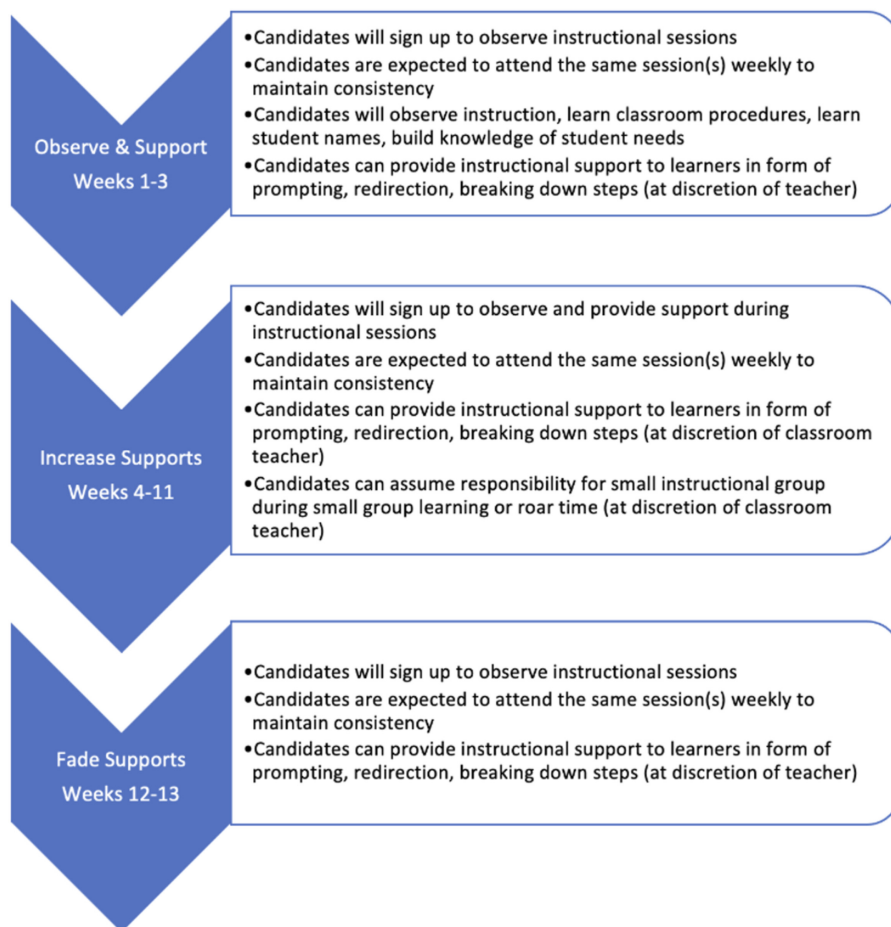 Observe & Support
Weeks 1-3
•Candidates will sign up to observe instructional sessions
•Candidates are expected to attend the same session(s) weekly to
maintain consistency
•Candidates will observe instruction, learn classroom procedures, learn
student names, build knowledge of student needs
•Candidates can provide instructional support to learners in form of
prompting, redirection, breaking down steps (at discretion of teacher)
Increase Supports
Weeks 4-11
•Candidates will sign up to observe and provide support during
instructional sessions
•Candidates are expected to attend the same session(s) weekly to
maintain consistency
•Candidates can provide instructional support to learners in form of
prompting, redirection, breaking down steps (at discretion of classroom
teacher)
•Candidates can assume responsibility for small instructional group
during small group learning or roar time (at discretion of classroom
teacher)
Fade Supports
Weeks 12-13
•Candidates will sign up to observe instructional sessions
•Candidates are expected to attend the same session(s) weekly to
maintain consistency
•Candidates can provide instructional support to learners in form of
prompting, redirection, breaking down steps (at discretion of teacher)